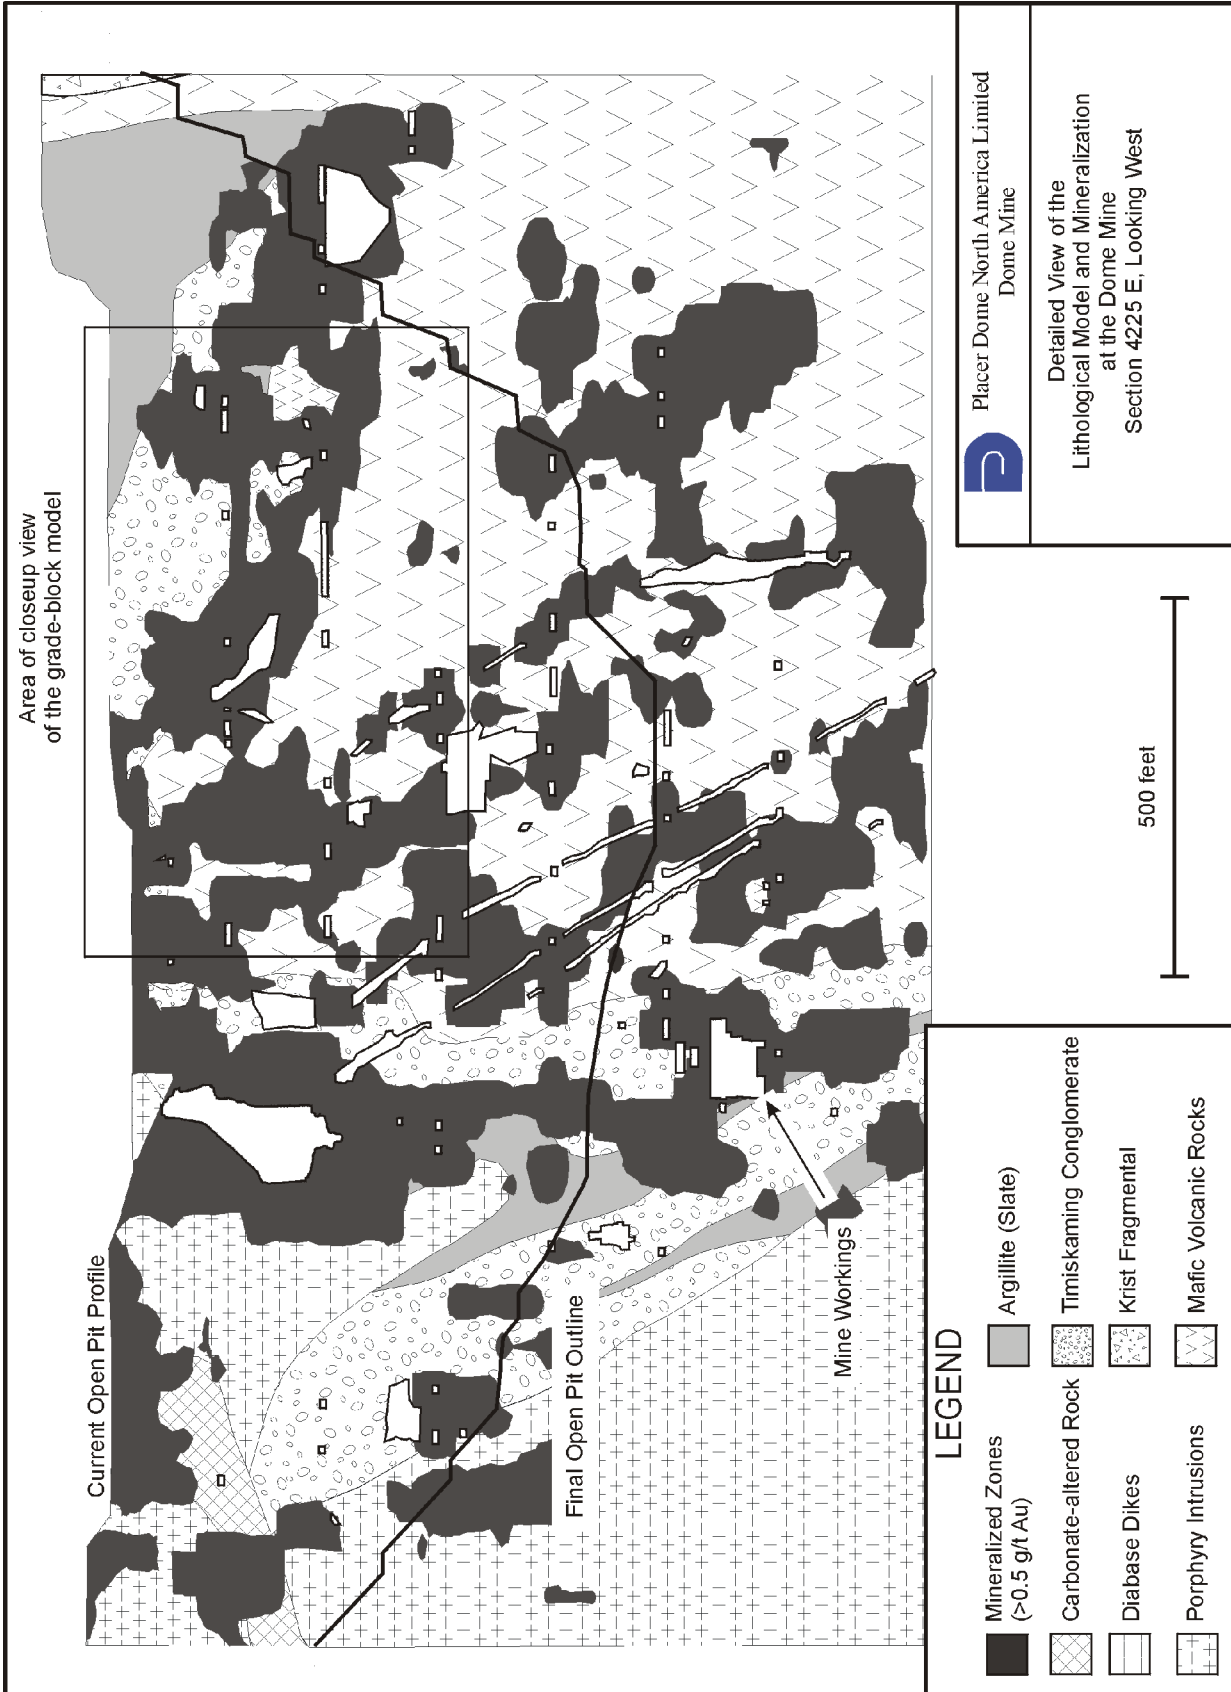 Area of closeup view
of the grade-block model
Current Open Pit Profile
Final Open Pit Outline
Mine Workings
LEGEND
Mineralized Zones
(>0.5 g/t Au)
Argillite (Slate)
Carbonate-altered Rock
Timiskaming Conglomerate
Diabase Dikes
Krist Fragmental
Porphyry Intrusions
Mafic Volcanic Rocks
500 feet
Placer Dome North America Limited
Dome Mine
Detailed View of the
Lithological Model and Mineralization
at the Dome Mine
Section 4225 E, Looking West